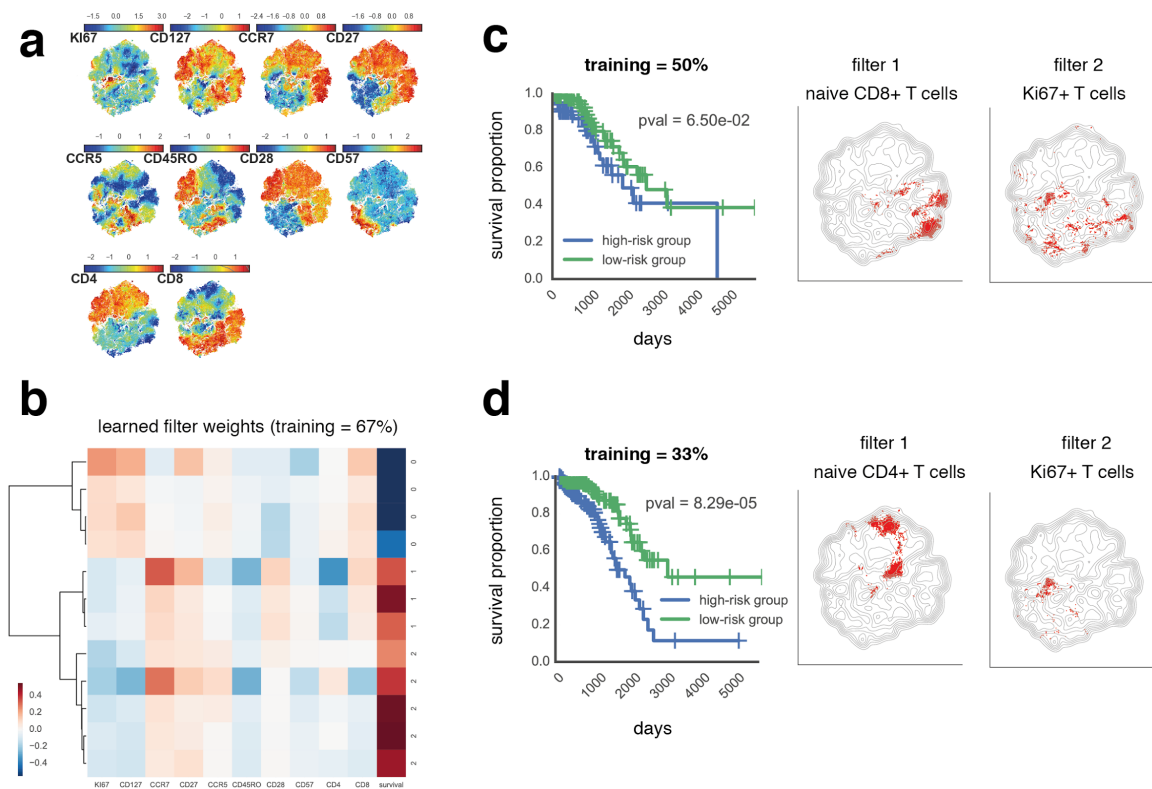 a
−1.5 0.0 1.5 3.0
−2 −1 0 1
−2.4 −1.6 −0.8 0.0 0.8
−1.6 −0.8 0.0 0.8
KI67 CD127 CCR7 CD27
−1 0 1 2
−1 0 1
−2 −1 0 1
−1 0 1 2
CCR5 CD45RO CD28 CD57
−2 −1 0 1
−2 −1 0 1
CD4 CD8
b
learned filter weights (training = 67%)
0
0
0
0
1
1
1
2
2
2
2
2
0.4
0.2
0.0
−0.2
−0.4
KI67 CD127 CCR7 CD27 CCR5 CD45RO CD28 CD57 CD4 CD8 survival
c
training = 50%
pval = 6.50e-02
survival proportion
1.0
0.8
0.6
0.4
0.2
0.0
high-risk group
low-risk group
0 1000 2000 3000 4000 5000
days
filter 1
naive CD8+ T cells
filter 2
Ki67+ T cells
d
training = 33%
pval = 8.29e-05
survival proportion
1.0
0.8
0.6
0.4
0.2
0.0
high-risk group
low-risk group
0 1000 2000 3000 4000 5000
days
filter 1
naive CD4+ T cells
filter 2
Ki67+ T cells